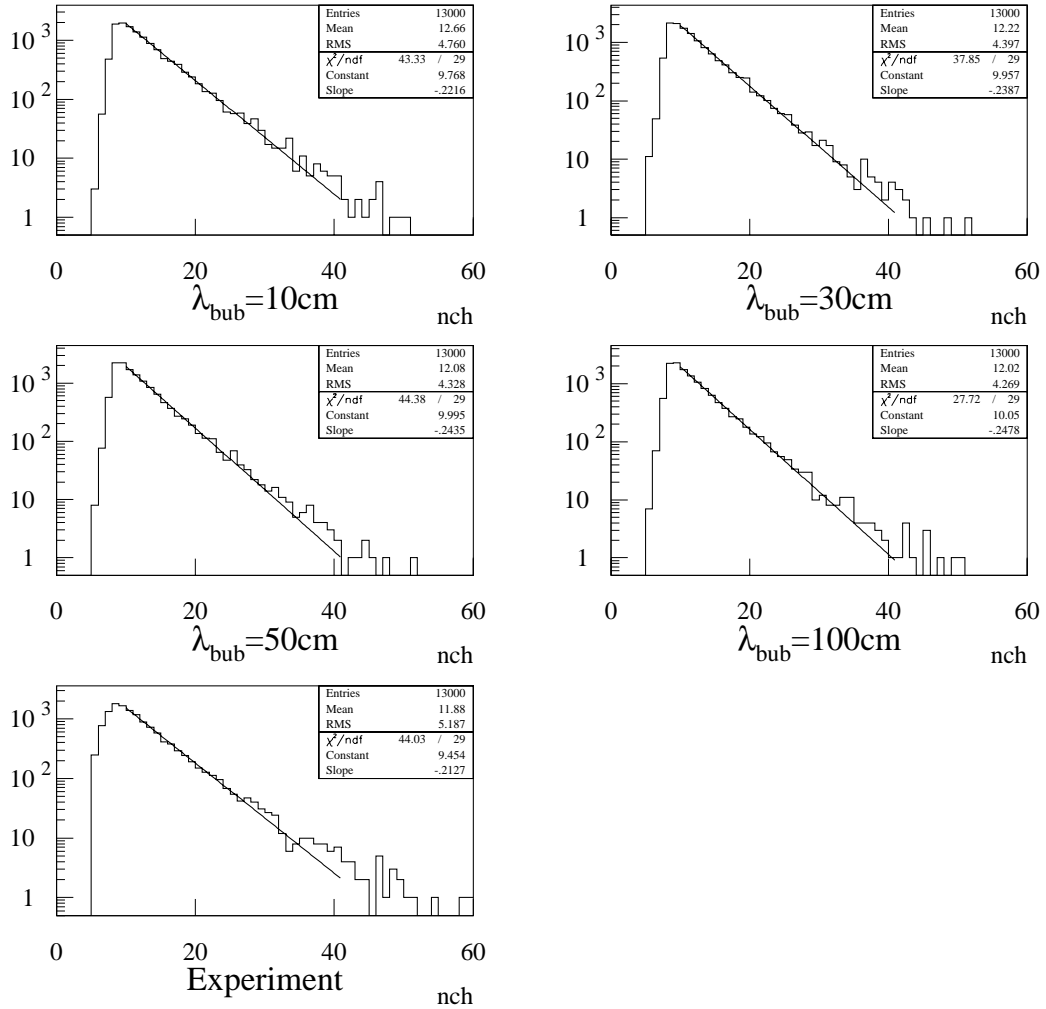 Entries 13000
Mean 12.66
RMS 4.760
χ²/ndf 43.33 / 29
Constant 9.768
Slope -.2216
10³
10²
10
1
0 20 40 60
λbub=10cm
nch
Entries 13000
Mean 12.22
RMS 4.397
χ²/ndf 37.85 / 29
Constant 9.957
Slope -.2387
10³
10²
10
1
0 20 40 60
λbub=30cm
nch
Entries 13000
Mean 12.08
RMS 4.328
χ²/ndf 44.38 / 29
Constant 9.995
Slope -.2435
10³
10²
10
1
0 20 40 60
λbub=50cm
nch
Entries 13000
Mean 12.02
RMS 4.269
χ²/ndf 27.72 / 29
Constant 10.05
Slope -.2478
10³
10²
10
1
0 20 40 60
λbub=100cm
nch
Entries 13000
Mean 11.88
RMS 5.187
χ²/ndf 44.03 / 29
Constant 9.454
Slope -.2127
10³
10²
10
1
0 20 40 60
Experiment
nch